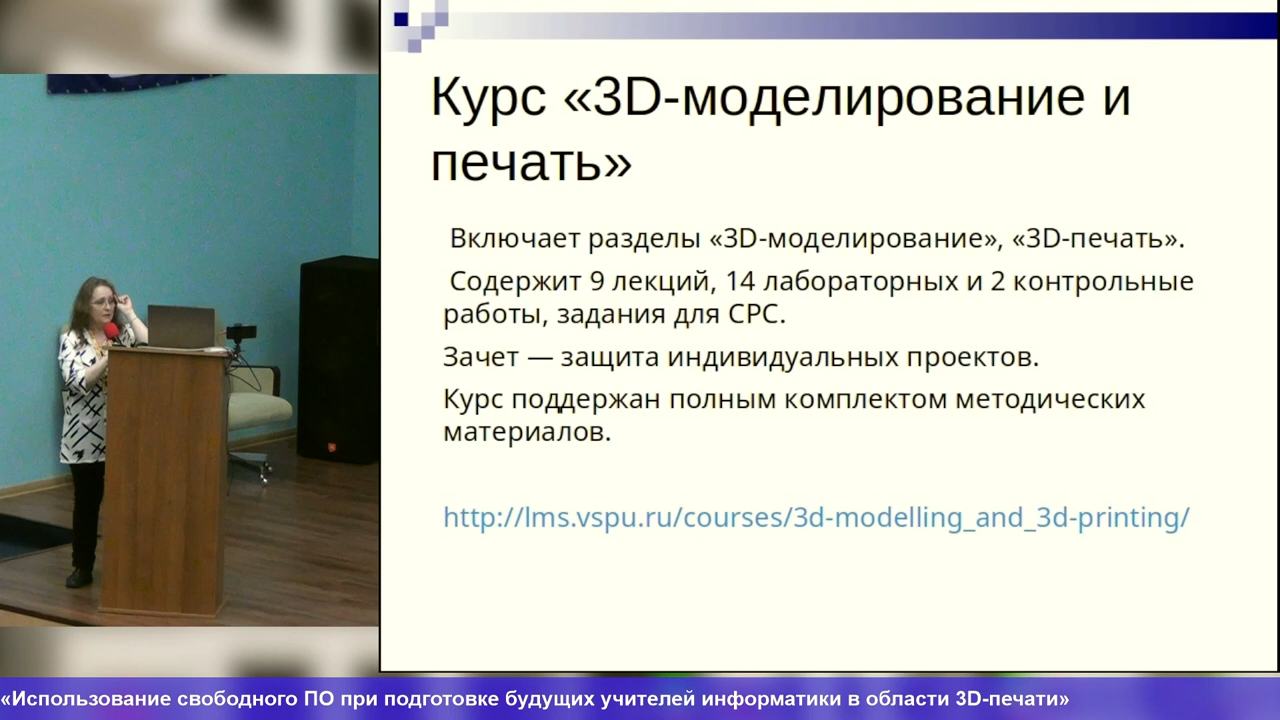 Курс «3D-моделирование и
печать»
Включает разделы «3D-моделирование», «3D-печать».
Содержит 9 лекций, 14 лабораторных и 2 контрольные
работы, задания для СРС.
Зачет — защита индивидуальных проектов.
Курс поддержан полным комплектом методических
материалов.
http://lms.vspu.ru/courses/3d-modelling_and_3d-printing/
«Использование свободного ПО при подготовке будущих учителей информатики в области 3D-печати»